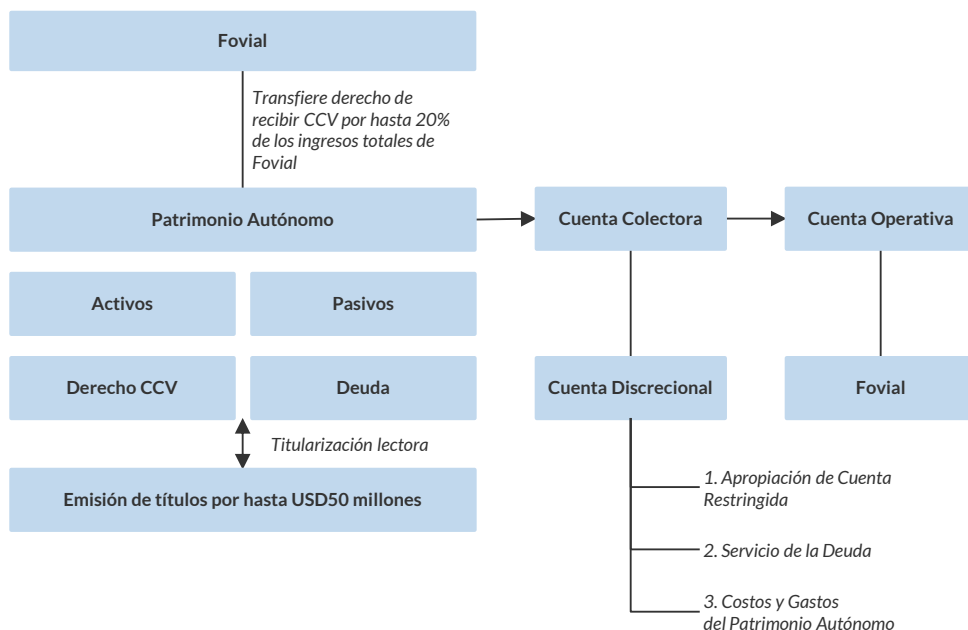 Fovial
Transfiere derecho de
recibir CCV por hasta 20%
de los ingresos totales de
Fovial
Patrimonio Autónomo
Cuenta Colectora
Cuenta Operativa
Activos
Pasivos
Derecho CCV
Deuda
Cuenta Discrecional
Fovial
Titularización lectora
Emisión de títulos por hasta USD50 millones
1. Apropiación de Cuenta
Restringida
2. Servicio de la Deuda
3. Costos y Gastos
del Patrimonio Autónomo